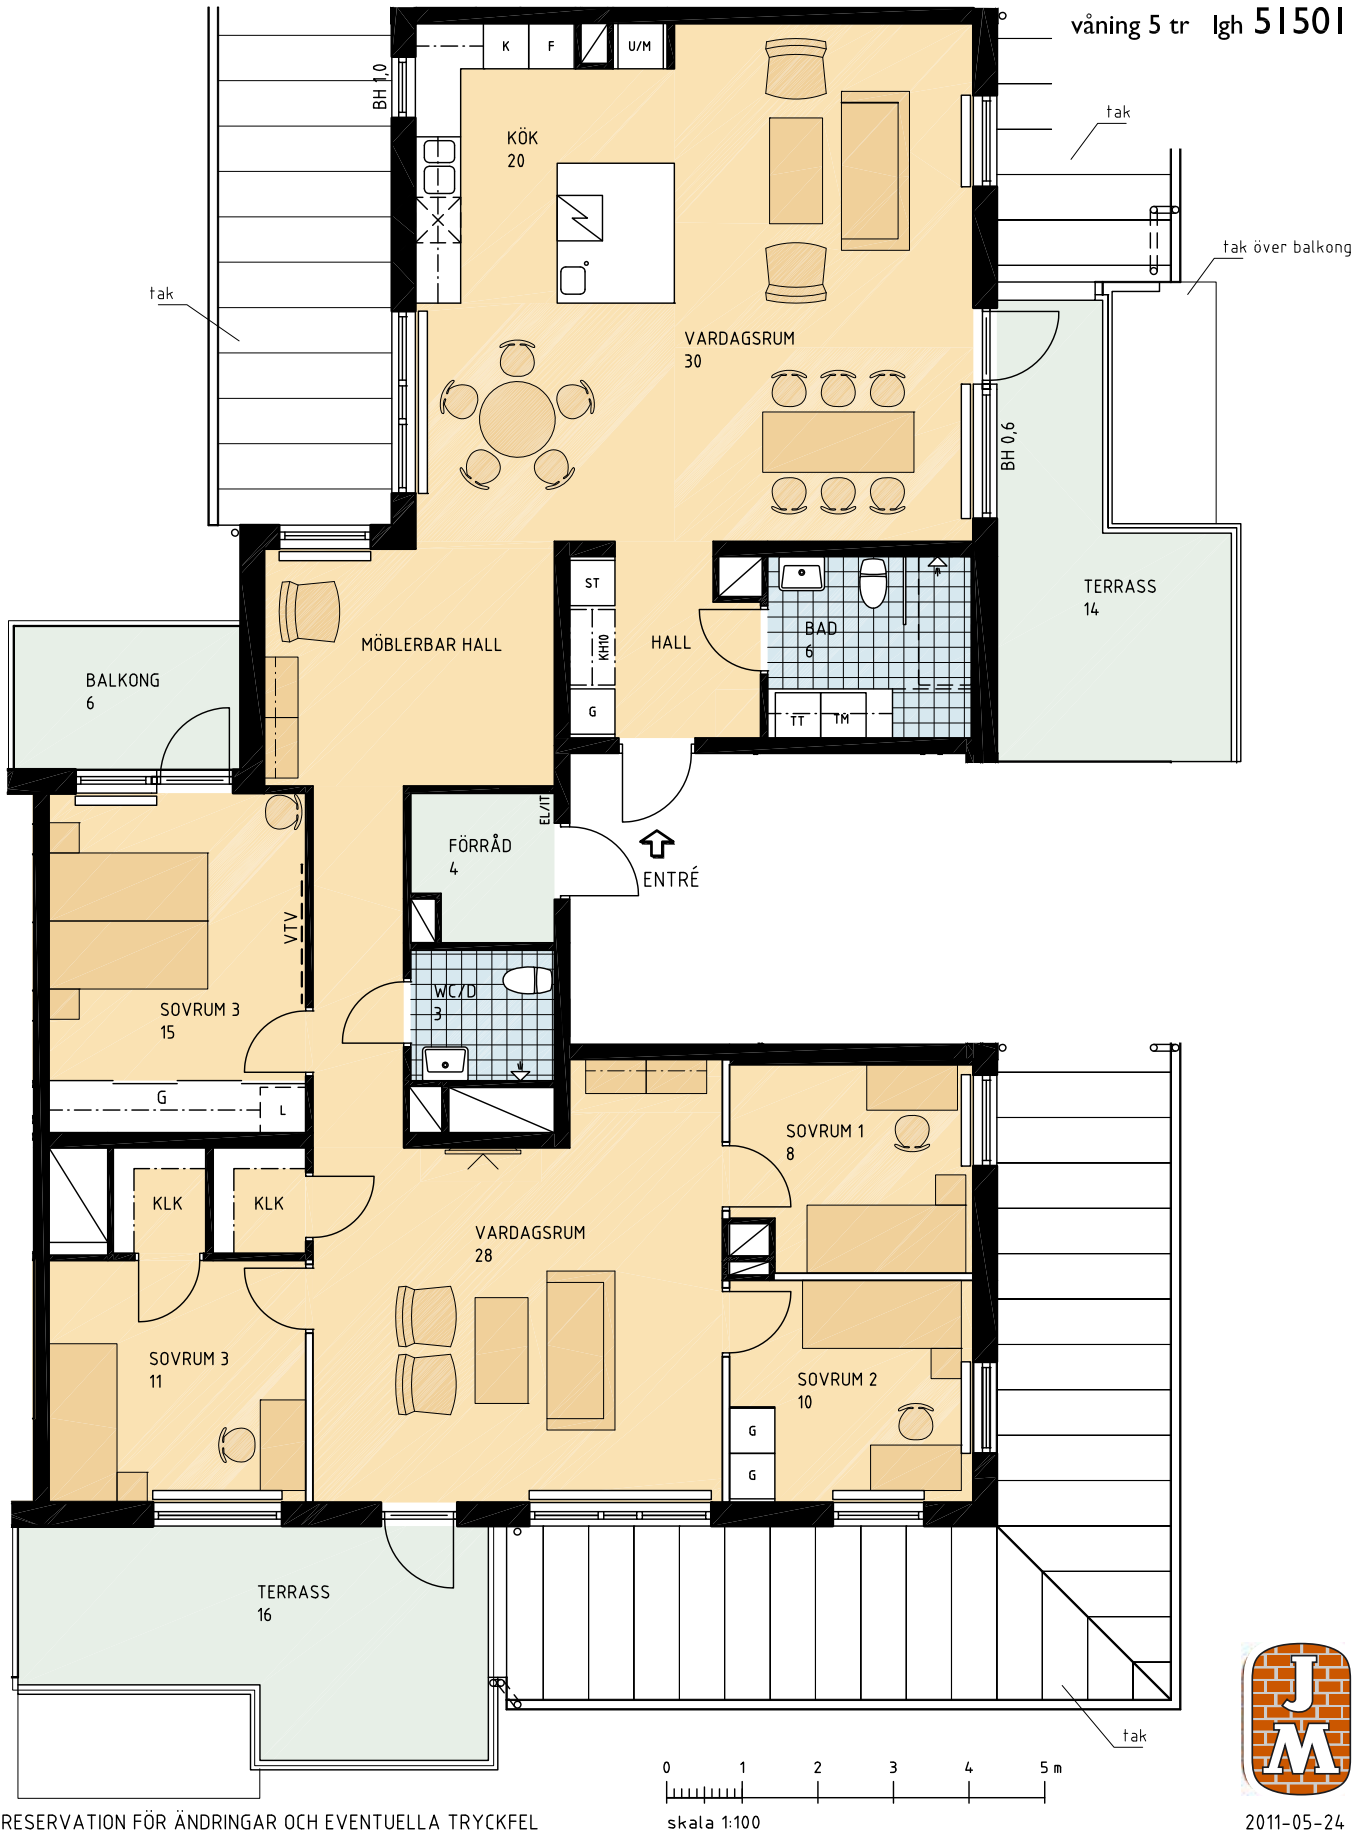 våning 5 tr lgh 51501
K
F
U/M
BH 1,0
tak
KÖK
20
tak över balkong
tak
VARDAGSRUM
30
BH 0,6
ST
TERRASS
14
KH10
HALL
BAD
6
MÖBLERBAR HALL
BALKONG
6
G
TT
TM
EL/IT
FÖRRÅD
4
ENTRÉ
VTV
WC/D
3
SOVRUM 3
15
G
L
SOVRUM 1
8
KLK
KLK
VARDAGSRUM
28
SOVRUM 3
11
SOVRUM 2
10
G
G
TERRASS
16
tak
0 1 2 3 4 5 m
skala 1:100
JM
RESERVATION FÖR ÄNDRINGAR OCH EVENTUELLA TRYCKFEL
2011-05-24